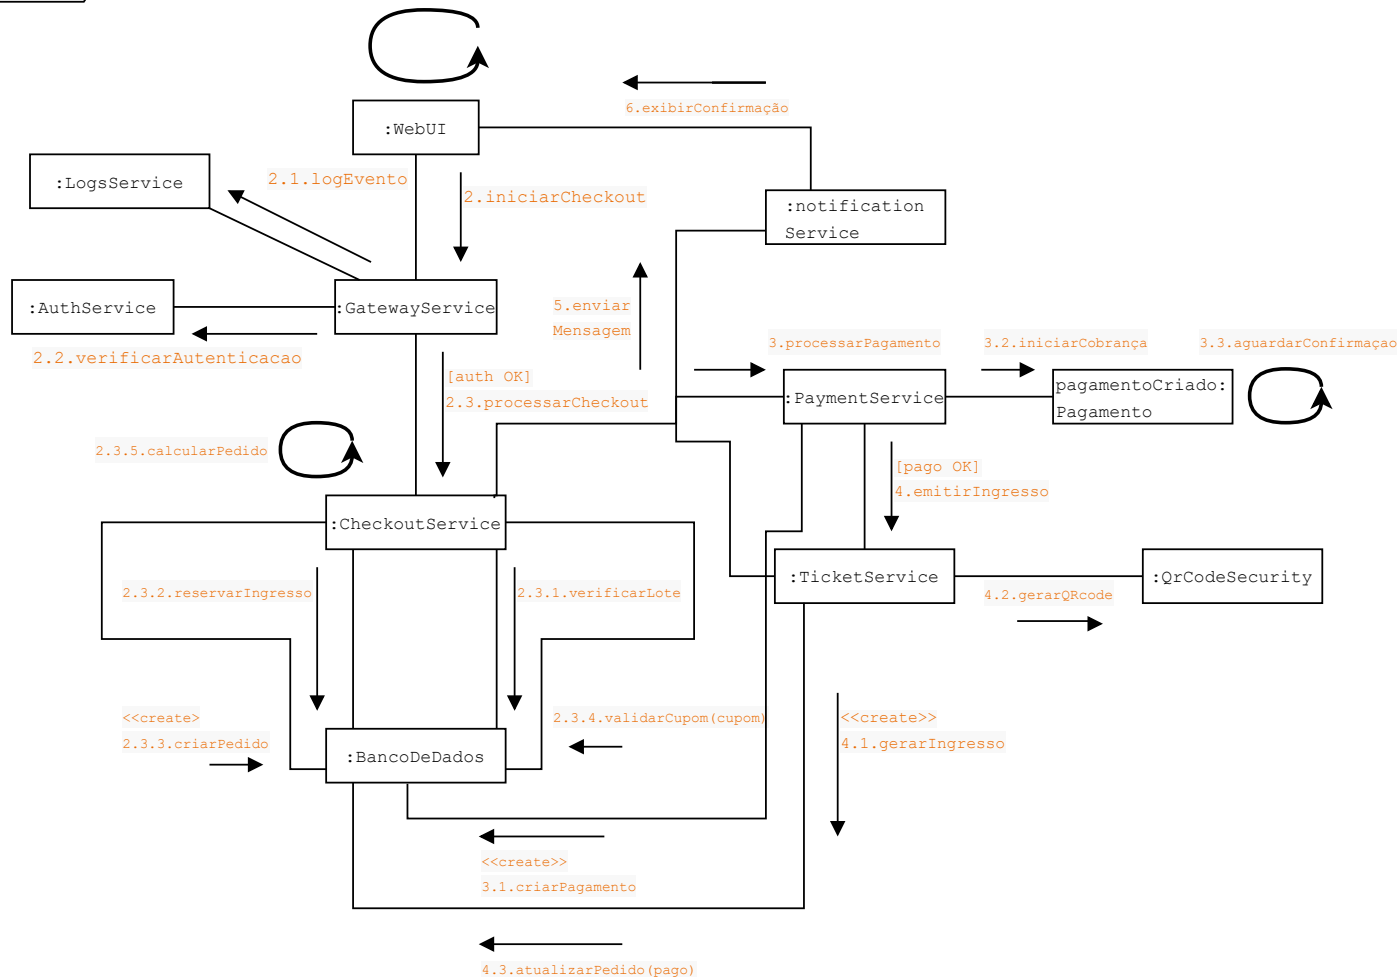 6.exibirConfirmação
:WebUI
:LogsService
2.1.logEvento
2.iniciarCheckout
:notification
Service
:AuthService
:GatewayService
5.enviar
Mensagem
2.2.verificarAutenticacao
3.processarPagamento
3.2.iniciarCobrança
3.3.aguardarConfirmaçao
[auth OK]
2.3.processarCheckout
:PaymentService
pagamentoCriado:
Pagamento
2.3.5.calcularPedido
[pago OK]
4.emitirIngresso
:CheckoutService
:TicketService
:QrCodeSecurity
2.3.2.reservarIngresso
2.3.1.verificarLote
4.2.gerarQRcode
<<create>
2.3.3.criarPedido
2.3.4.validarCupom(cupom)
<<create>>
4.1.gerarIngresso
:BancoDeDados
<<create>>
3.1.criarPagamento
4.3.atualizarPedido(pago)